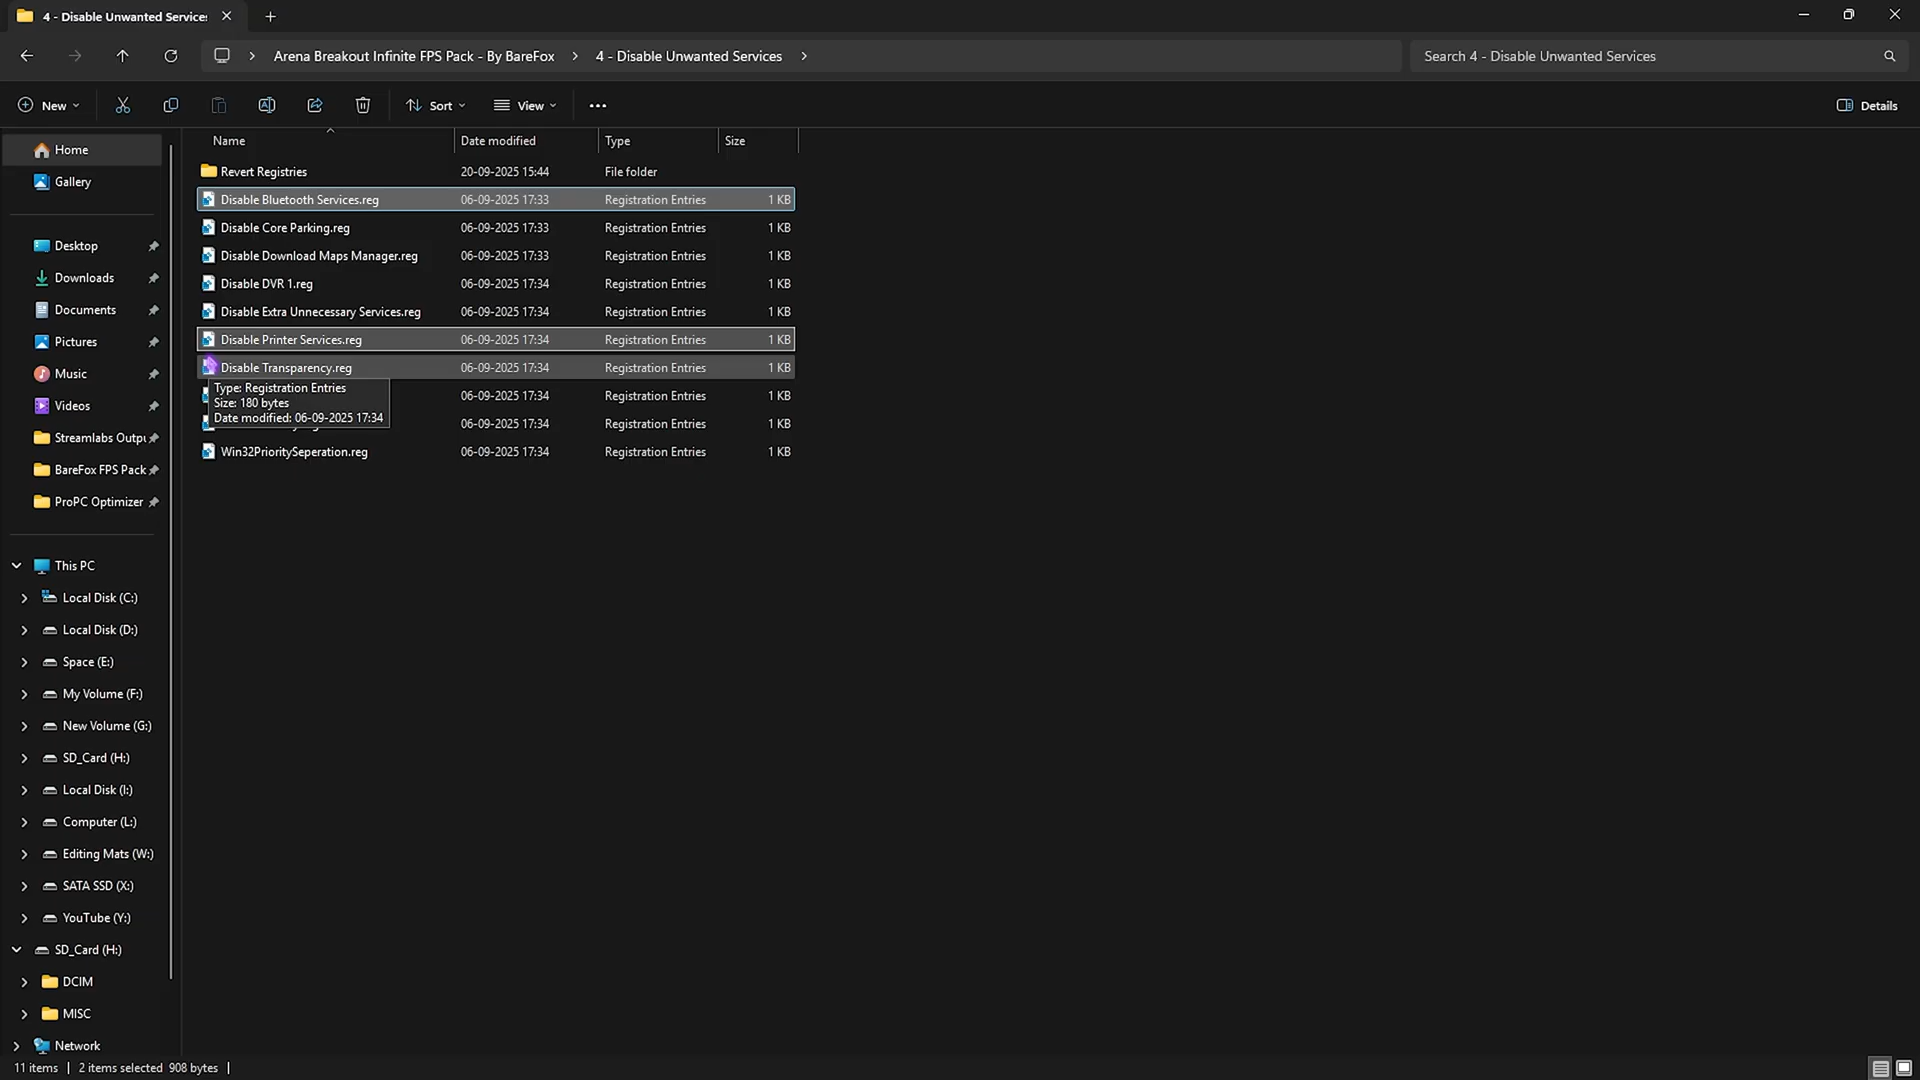 4 - Disable Unwanted Service:
Arena Breakout Infinite FPS Pack - By BareFox
4 - Disable Unwanted Services
Search 4 - Disable Unwanted Services
New
Sort
View
Details
Name Date modified Type Size
Home
Gallery
Desktop
Downloads
Documents
Pictures
Music
Videos
Streamlabs Outpu
BareFox FPS Pack
ProPC Optimizer
This PC
Local Disk (C:)
Local Disk (D:)
Space (E:)
My Volume (F:)
New Volume (G:)
SD_Card (H:)
Local Disk (I:)
Computer (L:)
Editing Mats (W:)
SATA SSD (X:)
YouTube (Y:)
SD_Card (H:)
DCIM
MISC
Network
Revert Registries 20-09-2025 15:44 File folder
Disable Bluetooth Services.reg 06-09-2025 17:33 Registration Entries 1 KB
Disable Core Parking.reg 06-09-2025 17:33 Registration Entries 1 KB
Disable Download Maps Manager.reg 06-09-2025 17:33 Registration Entries 1 KB
Disable DVR 1.reg 06-09-2025 17:34 Registration Entries 1 KB
Disable Extra Unnecessary Services.reg 06-09-2025 17:34 Registration Entries 1 KB
Disable Printer Services.reg 06-09-2025 17:34 Registration Entries 1 KB
Disable Transparency.reg 06-09-2025 17:34 Registration Entries 1 KB
06-09-2025 17:34 Registration Entries 1 KB
06-09-2025 17:34 Registration Entries 1 KB
Win32PrioritySeperation.reg 06-09-2025 17:34 Registration Entries 1 KB
Type: Registration Entries
Size: 180 bytes
Date modified: 06-09-2025 17:34
11 items 2 items selected 908 bytes